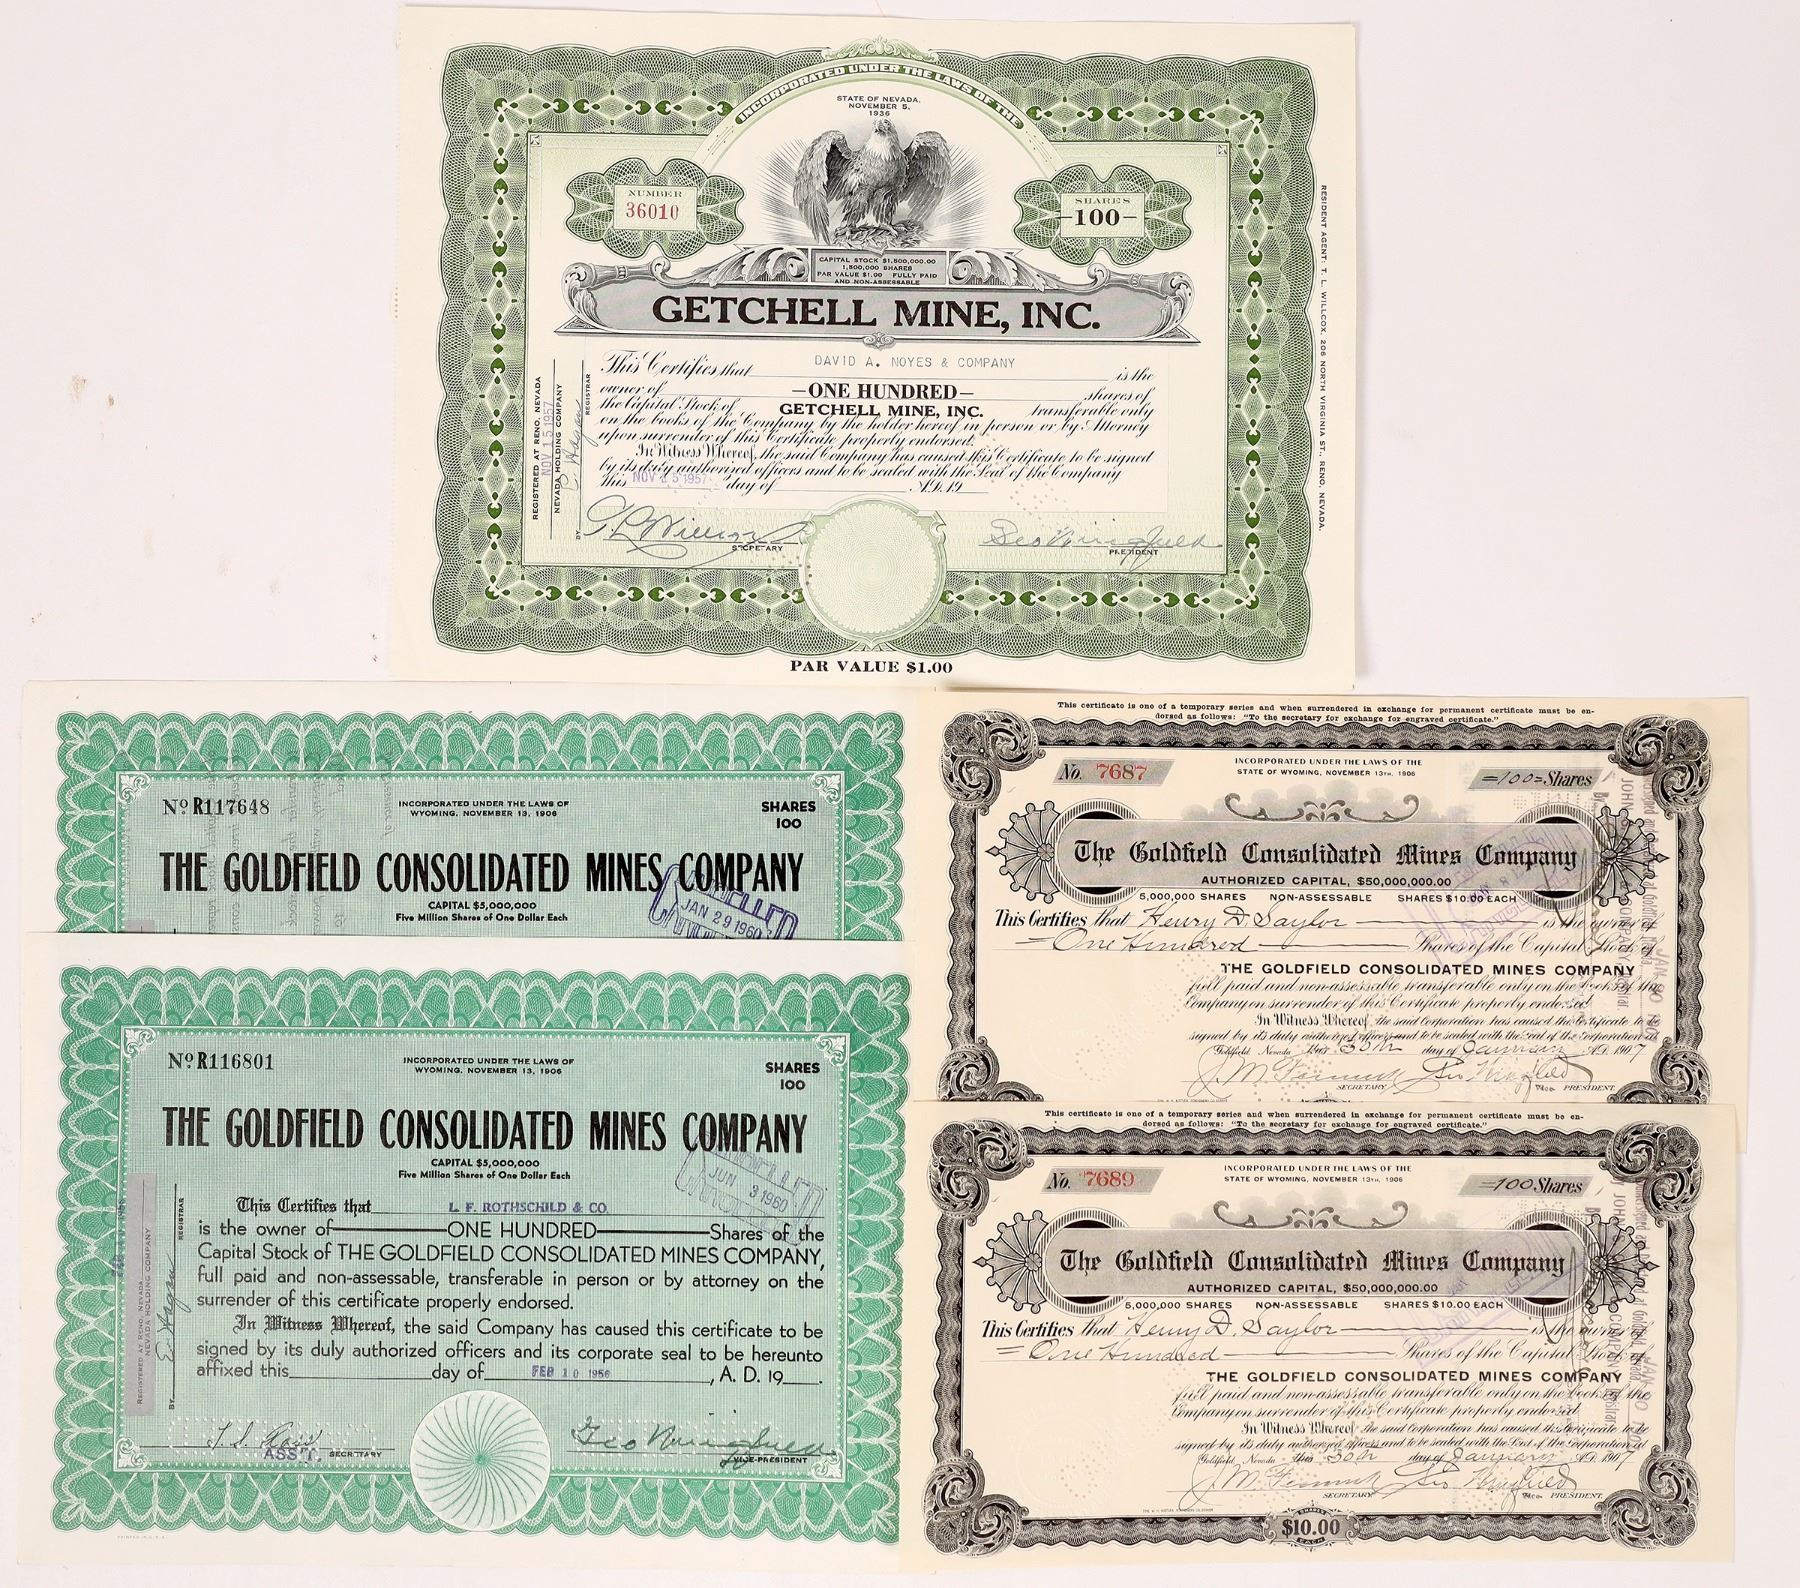 INCORPORATED UNDER THE LAWS OF THE
STATE OF NEVADA.
NOVEMBER 5,
1936
NUMBER
36010
SHARES
-100-
CAPITAL STOCK $1,500,000.00
1,500,000 SHARES
PAR VALUE $1.00 FULLY PAID
AND NON-ASSESSABLE
GETCHELL MINE, INC.
This Certifies that DAVID A. NOYES & COMPANY is the
owner of —ONE HUNDRED— shares of
the Capital Stock of GETCHELL MINE, INC. transferable only
on the books of the Company by the holder hereof in person or by Attorney
upon surrender of this Certificate properly endorsed.
In Witness Whereof, the said Company has caused this Certificate to be signed
by its duly authorized officers and to be sealed with the Seal of the Company
this NOV 15 1957 day of A.D. 19
SECRETARY
Geo Wingfield
PRESIDENT
REGISTERED AT RENO, NEVADA
NOV 15 1957
NEVADA HOLDING COMPANY
BY E. Hagen
REGISTRAR
RESIDENT AGENT: T. L. WILLCOX, 206 NORTH VIRGINIA ST., RENO, NEVADA.
PAR VALUE $1.00
No R117648
INCORPORATED UNDER THE LAWS OF
WYOMING, NOVEMBER 13, 1906
SHARES
100
THE GOLDFIELD CONSOLIDATED MINES COMPANY
CAPITAL $5,000,000
Five Million Shares of One Dollar Each
CANCELLED
JAN 29 1960
No R116801
INCORPORATED UNDER THE LAWS OF
WYOMING, NOVEMBER 13, 1906
SHARES
100
THE GOLDFIELD CONSOLIDATED MINES COMPANY
CAPITAL $5,000,000
Five Million Shares of One Dollar Each
JUN 3 1960
This Certifies that L. F. ROTHSCHILD & CO.
is the owner of ONE HUNDRED Shares of the
Capital Stock of THE GOLDFIELD CONSOLIDATED MINES COMPANY,
full paid and non-assessable, transferable in person or by attorney on the
surrender of this certificate properly endorsed.
In Witness Whereof, the said Company has caused this certificate to be
signed by its duly authorized officers and its corporate seal to be hereunto
affixed this day of FEB 10 1956, A. D. 19 .
ASS'T. SECRETARY
Geo Wingfield
VICE-PRESIDENT
REGISTERED AT RENO, NEVADA
NEVADA HOLDING COMPANY
BY E. Hagen
REGISTRAR
PRINTED IN U. S. A.
This certificate is one of a temporary series and when surrendered in exchange for permanent certificate must be en-
dorsed as follows: "To the secretary for exchange for engraved certificate."
No. 7687
INCORPORATED UNDER THE LAWS OF THE
STATE OF WYOMING, NOVEMBER 13TH, 1906
=100= Shares
The Goldfield Consolidated Mines Company
AUTHORIZED CAPITAL, $50,000,000.00
5,000,000 SHARES NON-ASSESSABLE SHARES $10.00 EACH
This Certifies That Henry D. Saylor is the owner of
=One Hundred Shares of the Capital Stock of
THE GOLDFIELD CONSOLIDATED MINES COMPANY
full paid and non-assessable transferable only on the books of the
Company on surrender of this Certificate properly endorsed.
In Witness Whereof, the said Corporation has caused this Certificate to be
signed by its duly authorized officers and to be sealed with the Seal of the Corporation at
Goldfield Nevada this 30th day of January A.D. 1907
SECRETARY
Geo Wingfield
Vice PRESIDENT.
This certificate is one of a temporary series and when surrendered in exchange for permanent certificate must be en-
dorsed as follows: "To the secretary for exchange for engraved certificate."
No. 7689
INCORPORATED UNDER THE LAWS OF THE
STATE OF WYOMING, NOVEMBER 13TH, 1906
=100 Shares
The Goldfield Consolidated Mines Company
AUTHORIZED CAPITAL, $50,000,000.00
5,000,000 SHARES NON-ASSESSABLE SHARES $10.00 EACH
This Certifies That Henry D. Saylor is the owner of
=One Hundred Shares of the Capital Stock of
THE GOLDFIELD CONSOLIDATED MINES COMPANY
full paid and non-assessable transferable only on the books of the
Company on surrender of this Certificate properly endorsed.
In Witness Whereof, the said Corporation has caused this Certificate to be
signed by its duly authorized officers and to be sealed with the Seal of the Corporation at
Goldfield Nevada this 30th day of January A.D. 1907
SECRETARY
Geo Wingfield
Vice PRESIDENT.
SHARES
$10.00
EACH